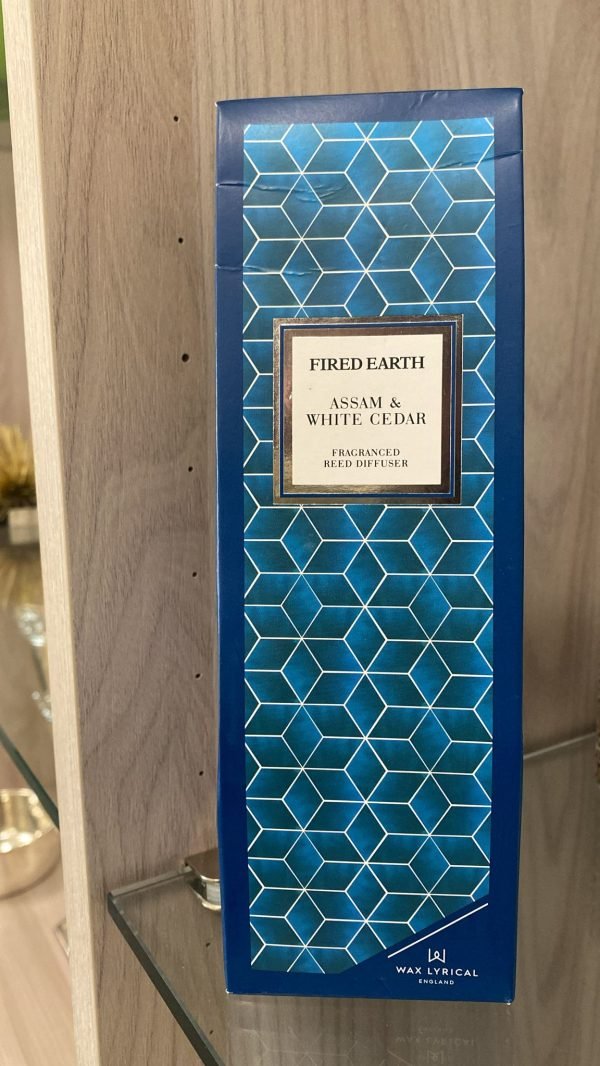 FIRED EARTH
ASSAM &
WHITE CEDAR
FRAGRANCED
REED DIFFUSER
WAX LYRICAL
ENGLAND